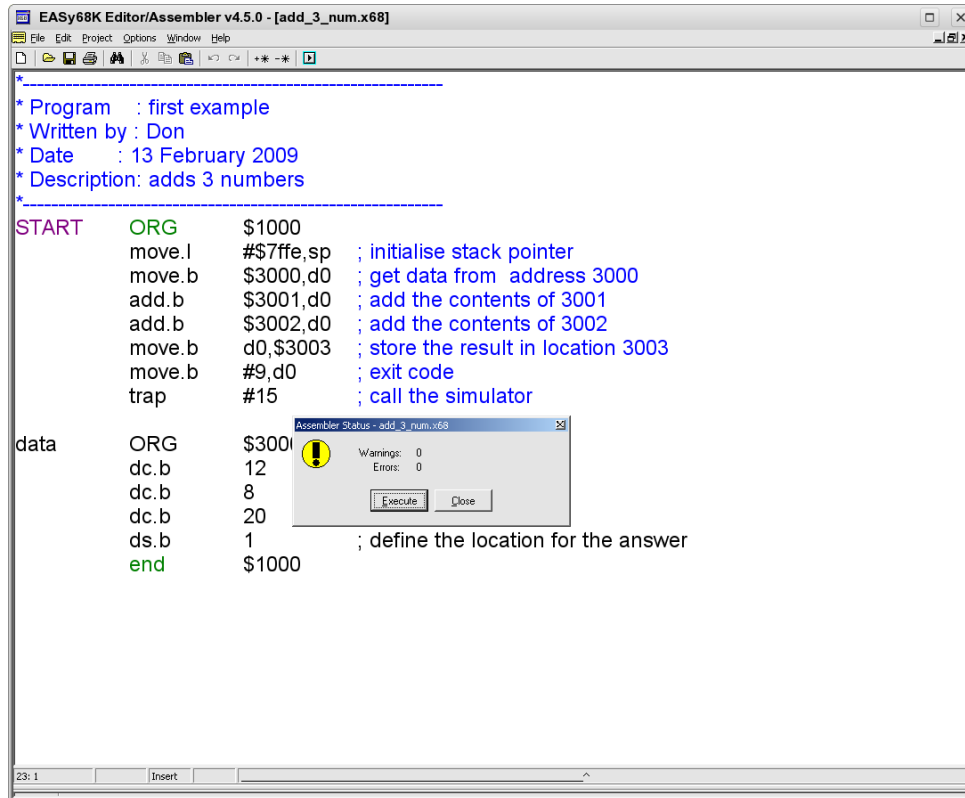 EASy68K Editor/Assembler v4.5.0 - [add_3_num.x68]
File Edit Project Options Window Help
*-----------------------------------------------------------
* Program : first example
* Written by : Don
* Date : 13 February 2009
* Description: adds 3 numbers
*-----------------------------------------------------------
START ORG $1000
move.l #$7ffe,sp ; initialise stack pointer
move.b $3000,d0 ; get data from address 3000
add.b $3001,d0 ; add the contents of 3001
add.b $3002,d0 ; add the contents of 3002
move.b d0,$3003 ; store the result in location 3003
move.b #9,d0 ; exit code
trap #15 ; call the simulator
data ORG $3000
dc.b 12
dc.b 8
dc.b 20
ds.b 1 ; define the location for the answer
end $1000
Assembler Status - add_3_num.x68
Warnings: 0
Errors: 0
Execute Close
23: 1 Insert